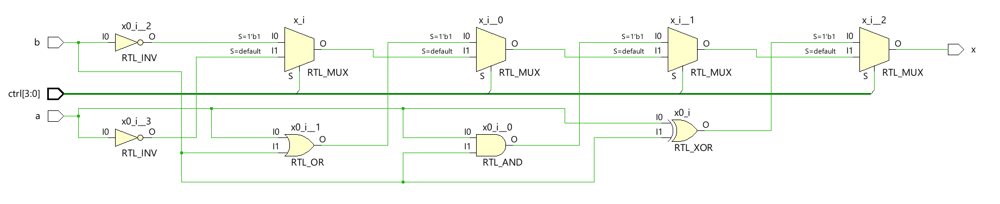 x_i
x_i__0
x_i__1
x_i__2
x0_i__2
b
I0
O
RTL_INV
S=1'b1
I0
S=default
I1
O
S
RTL_MUX
S=1'b1
I0
S=default
I1
O
S
RTL_MUX
S=1'b1
I0
S=default
I1
O
S
RTL_MUX
S=1'b1
I0
S=default
I1
O
S
RTL_MUX
x
ctrl[3:0]
a
x0_i__3
I0
O
RTL_INV
x0_i__1
I0
I1
O
RTL_OR
x0_i__0
I0
I1
O
RTL_AND
x0_i
I0
I1
O
RTL_XOR